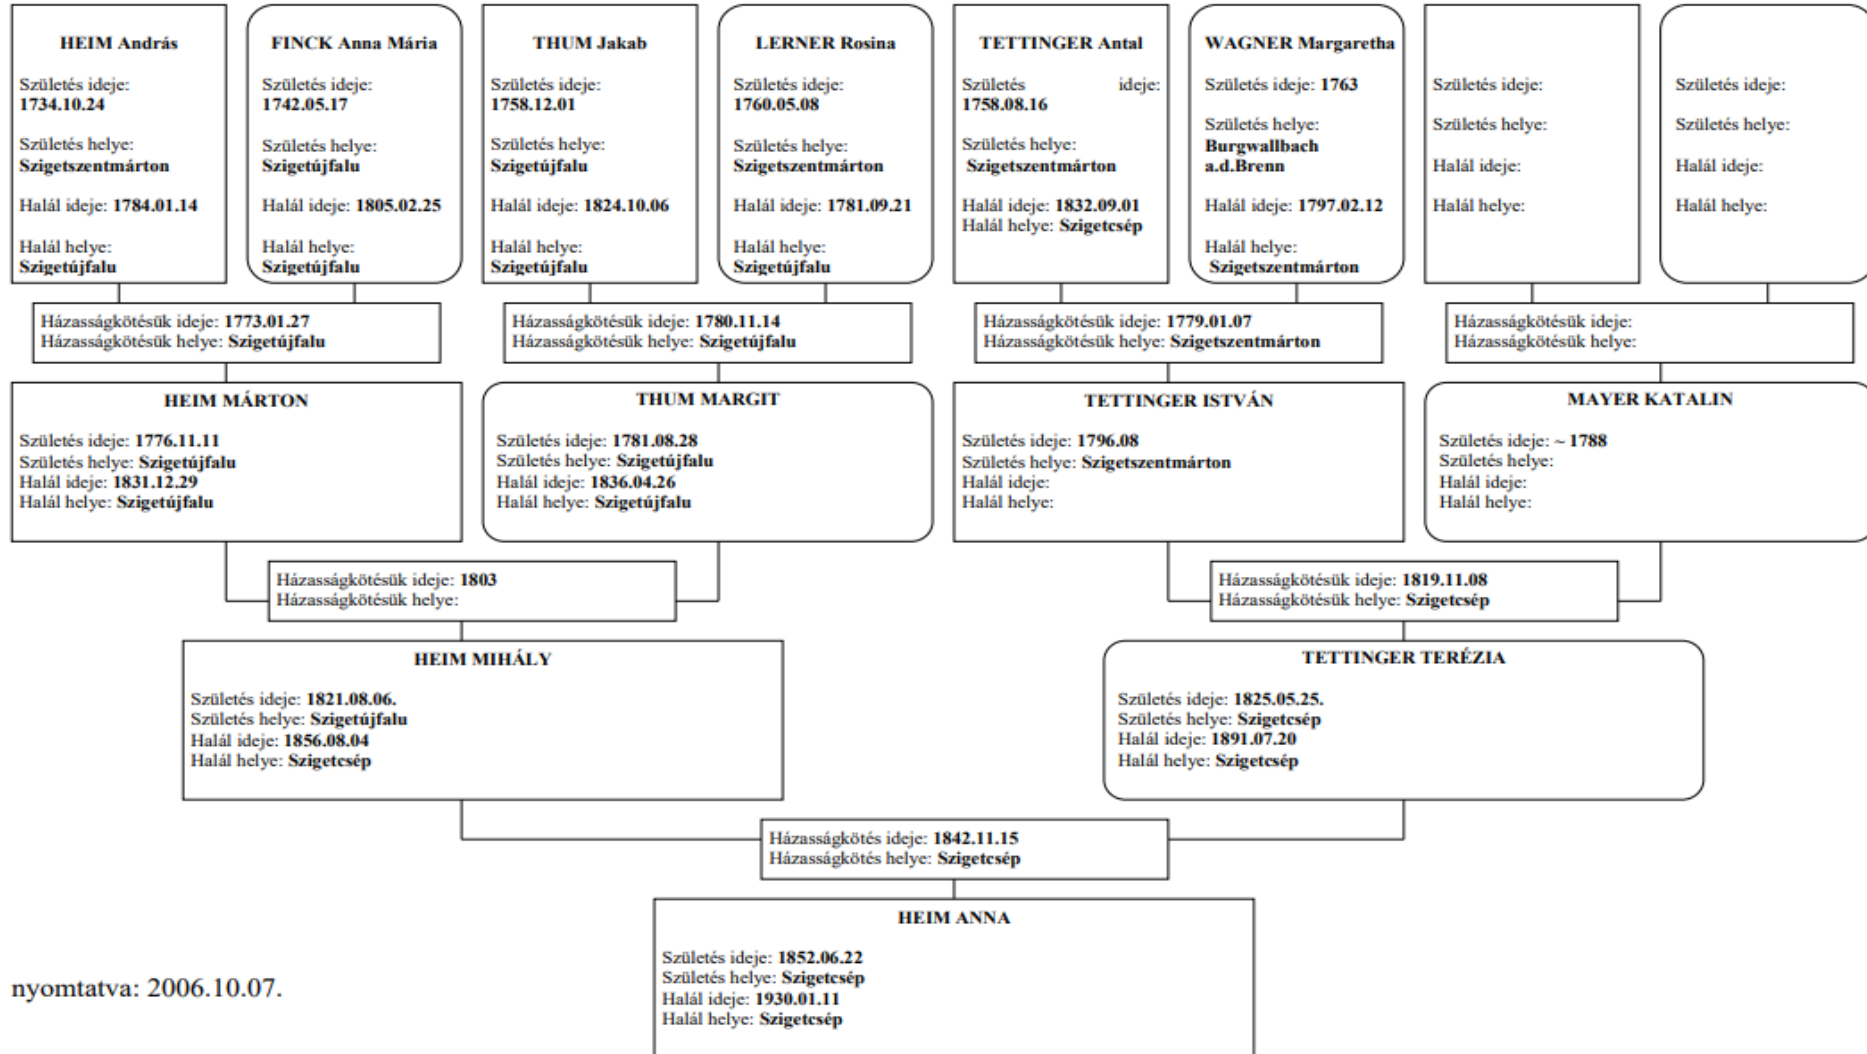 HEIM András
Születés ideje:
1734.10.24
Születés helye:
Szigetszentmárton
Halál ideje: 1784.01.14
Halál helye:
Szigetújfalu
FINCK Anna Mária
Születés ideje:
1742.05.17
Születés helye:
Szigetújfalu
Halál ideje: 1805.02.25
Halál helye:
Szigetújfalu
THUM Jakab
Születés ideje:
1758.12.01
Születés helye:
Szigetújfalu
Halál ideje: 1824.10.06
Halál helye:
Szigetújfalu
LERNER Rosina
Születés ideje:
1760.05.08
Születés helye:
Szigetszentmárton
Halál ideje: 1781.09.21
Halál helye:
Szigetújfalu
TETTINGER Antal
Születés ideje:
1758.08.16
Születés helye:
Szigetszentmárton
Halál ideje: 1832.09.01
Halál helye: Szigetcsép
WAGNER Margaretha
Születés ideje: 1763
Születés helye:
Burgwallbach
a.d.Brenn
Halál ideje: 1797.02.12
Halál helye:
Szigetszentmárton
Születés ideje:
Születés helye:
Halál ideje:
Halál helye:
Születés ideje:
Születés helye:
Halál ideje:
Halál helye:
Házasságkötésük ideje: 1773.01.27
Házasságkötésük helye: Szigetújfalu
Házasságkötésük ideje: 1780.11.14
Házasságkötésük helye: Szigetújfalu
Házasságkötésük ideje: 1779.01.07
Házasságkötésük helye: Szigetszentmárton
Házasságkötésük ideje:
Házasságkötésük helye:
HEIM MÁRTON
Születés ideje: 1776.11.11
Születés helye: Szigetújfalu
Halál ideje: 1831.12.29
Halál helye: Szigetújfalu
THUM MARGIT
Születés ideje: 1781.08.28
Születés helye: Szigetújfalu
Halál ideje: 1836.04.26
Halál helye: Szigetújfalu
TETTINGER ISTVÁN
Születés ideje: 1796.08
Születés helye: Szigetszentmárton
Halál ideje:
Halál helye:
MAYER KATALIN
Születés ideje: ~ 1788
Születés helye:
Halál ideje:
Halál helye:
Házasságkötésük ideje: 1803
Házasságkötésük helye:
Házasságkötésük ideje: 1819.11.08
Házasságkötésük helye: Szigetcsép
HEIM MIHÁLY
Születés ideje: 1821.08.06.
Születés helye: Szigetújfalu
Halál ideje: 1856.08.04
Halál helye: Szigetcsép
TETTINGER TERÉZIA
Születés ideje: 1825.05.25.
Születés helye: Szigetcsép
Halál ideje: 1891.07.20
Halál helye: Szigetcsép
Házasságkötés ideje: 1842.11.15
Házasságkötés helye: Szigetcsép
HEIM ANNA
Születés ideje: 1852.06.22
Születés helye: Szigetcsép
Halál ideje: 1930.01.11
Halál helye: Szigetcsép
nyomtatva: 2006.10.07.